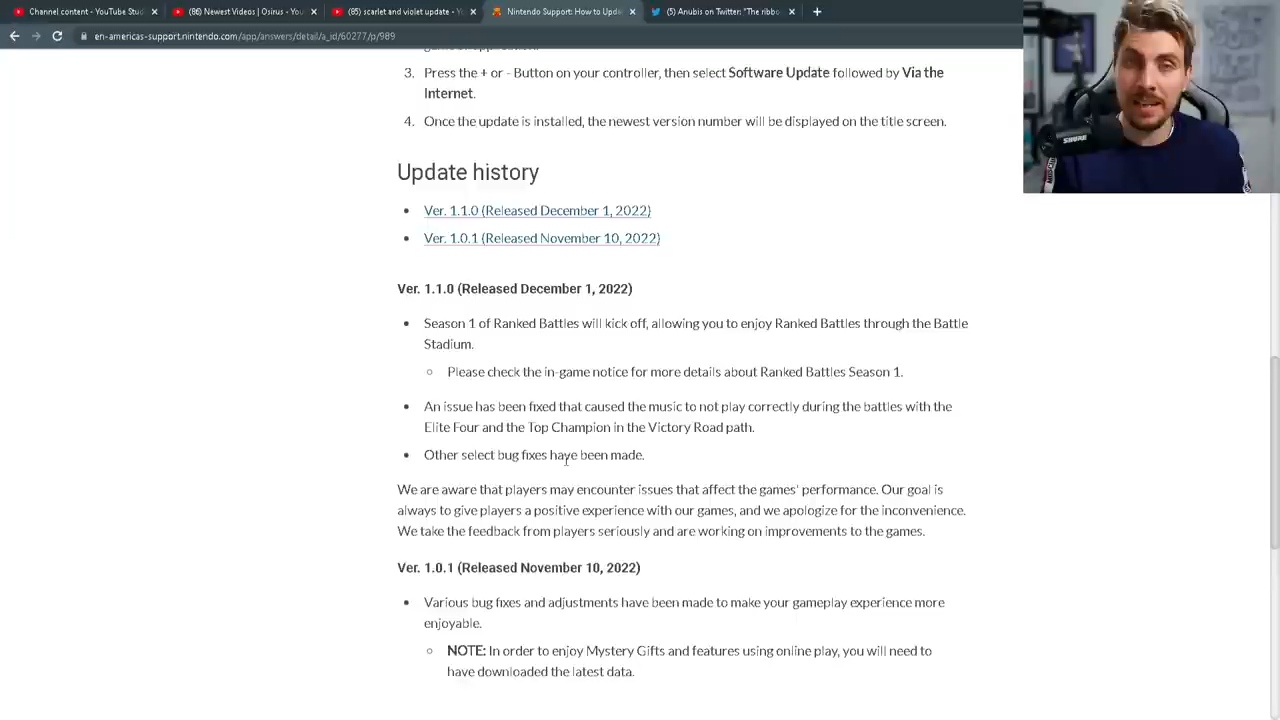 Channel content - YouTube Stud
(86) Newest Videos | Osirus - You
(85) scarlet and violet update -
Nintendo Support: How to Upda
(5) Anubis on Twitter: "The ribbo
en-americas-support.nintendo.com/app/answers/detail/a_id/60277/p/989
3. Press the + or - Button on your controller, then select Software Update followed by Via the
Internet.
4. Once the update is installed, the newest version number will be displayed on the title screen.
Update history
Ver. 1.1.0 (Released December 1, 2022)
Ver. 1.0.1 (Released November 10, 2022)
Ver. 1.1.0 (Released December 1, 2022)
Season 1 of Ranked Battles will kick off, allowing you to enjoy Ranked Battles through the Battle
Stadium.
Please check the in-game notice for more details about Ranked Battles Season 1.
An issue has been fixed that caused the music to not play correctly during the battles with the
Elite Four and the Top Champion in the Victory Road path.
Other select bug fixes have been made.
We are aware that players may encounter issues that affect the games' performance. Our goal is
always to give players a positive experience with our games, and we apologize for the inconvenience.
We take the feedback from players seriously and are working on improvements to the games.
Ver. 1.0.1 (Released November 10, 2022)
Various bug fixes and adjustments have been made to make your gameplay experience more
enjoyable.
NOTE: In order to enjoy Mystery Gifts and features using online play, you will need to
have downloaded the latest data.
SHURE